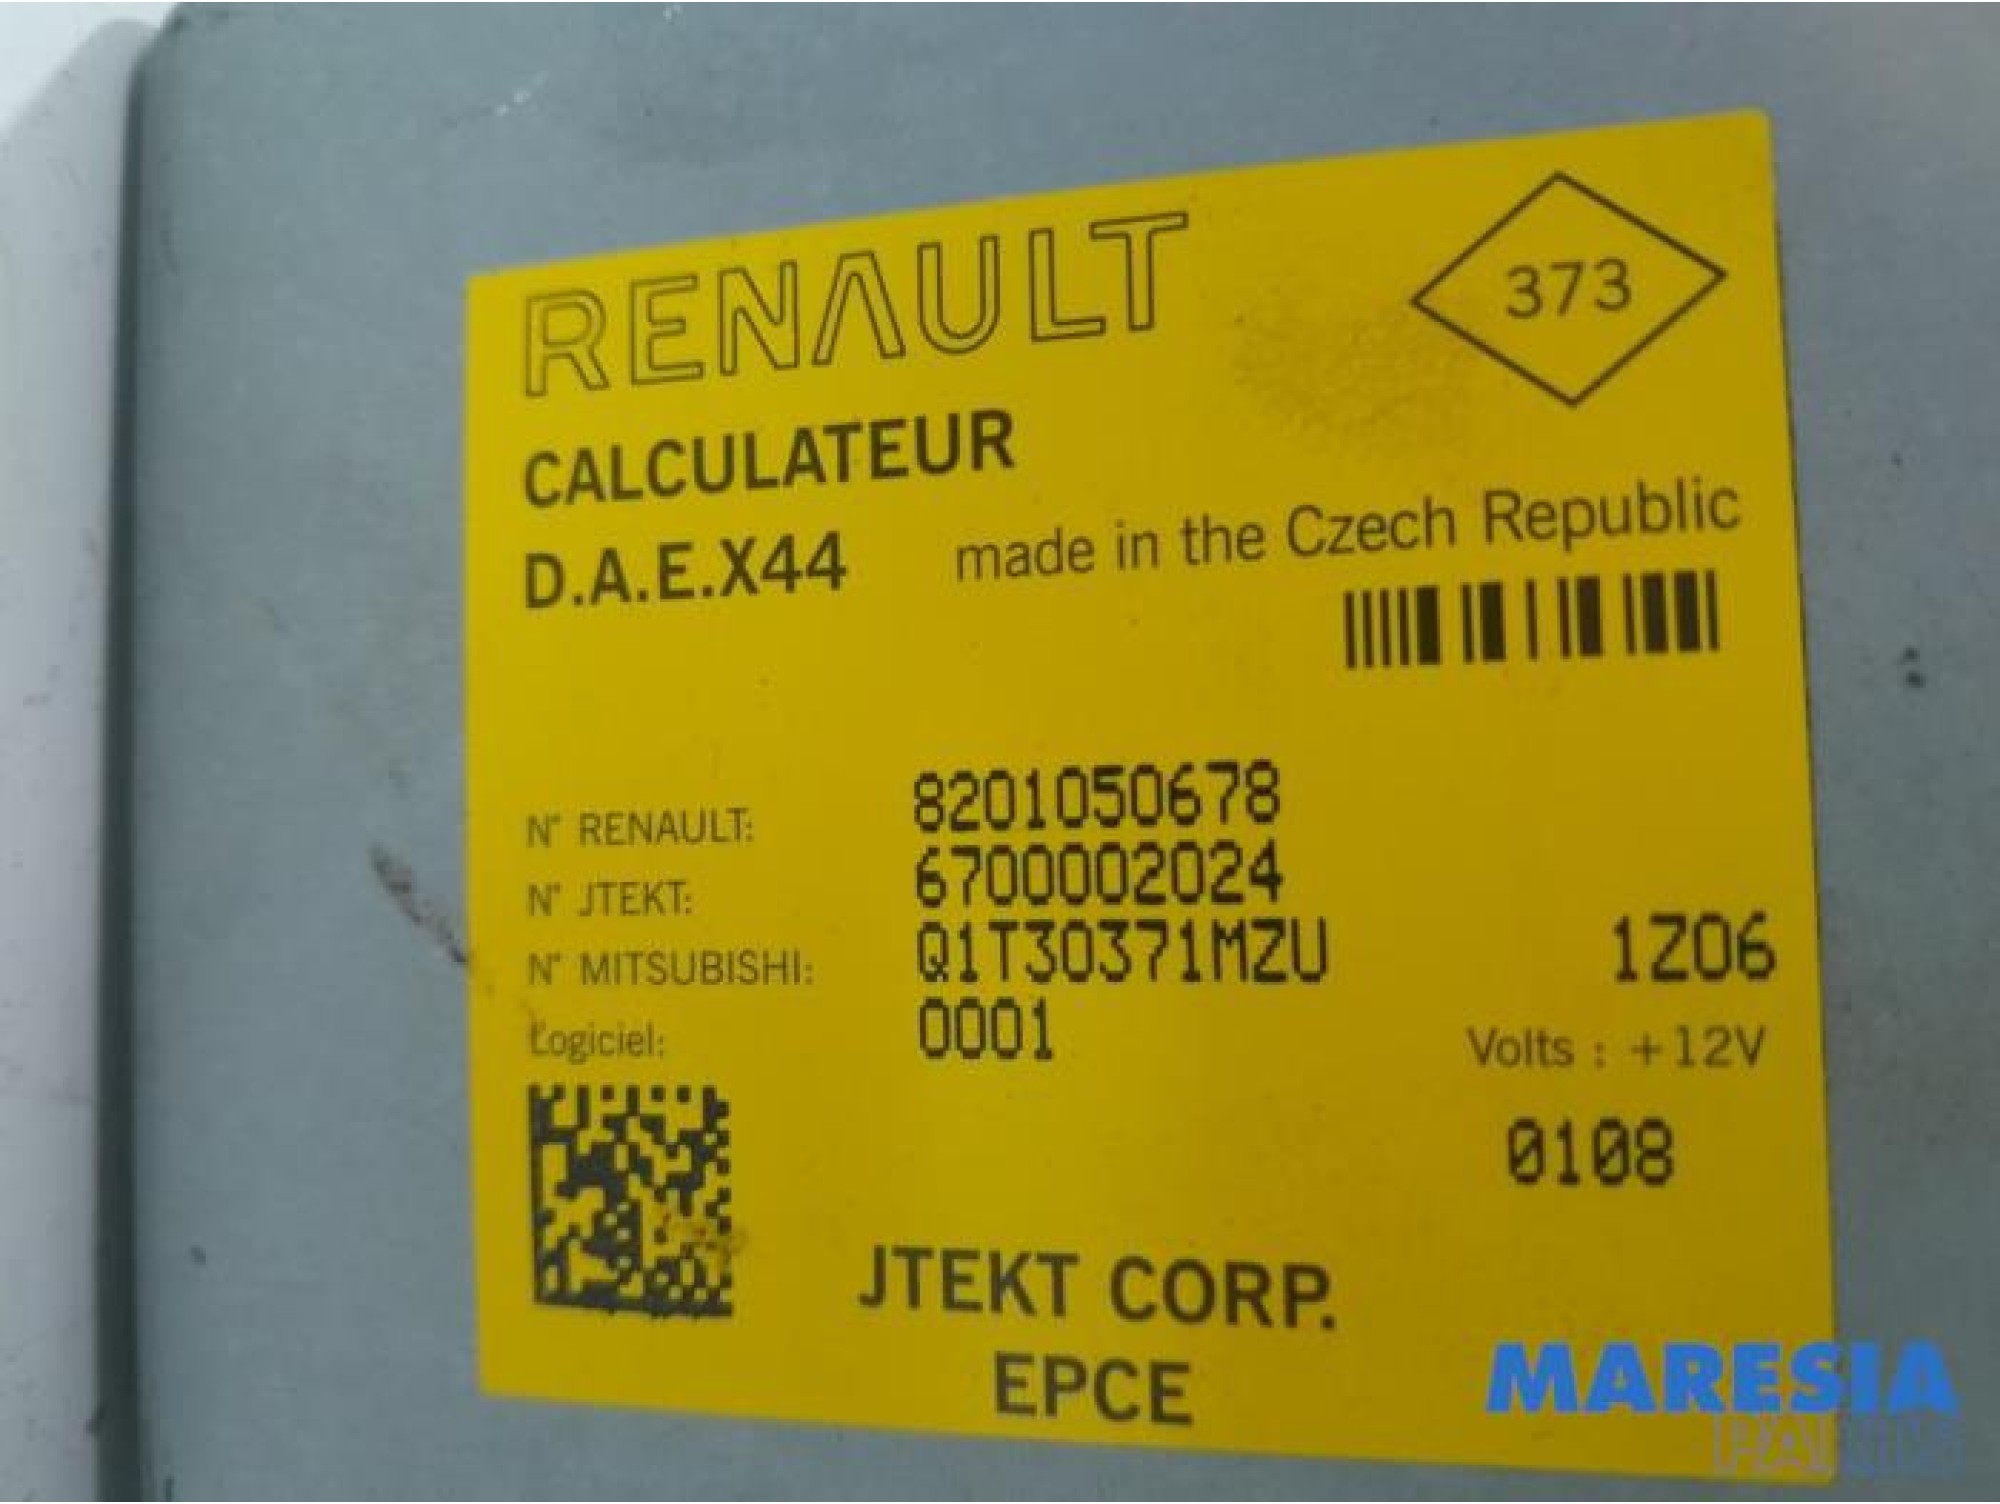 RENAULT
373
CALCULATEUR
D.A.E.X44
made in the Czech Republic
N° RENAULT: 8201050678
N° JTEKT: 6700002024
N° MITSUBISHI: Q1T30371MZU 1Z06
Logiciel: 0001
Volts : +12V
0108
JTEKT CORP.
EPCE
MARESIA
PARTS